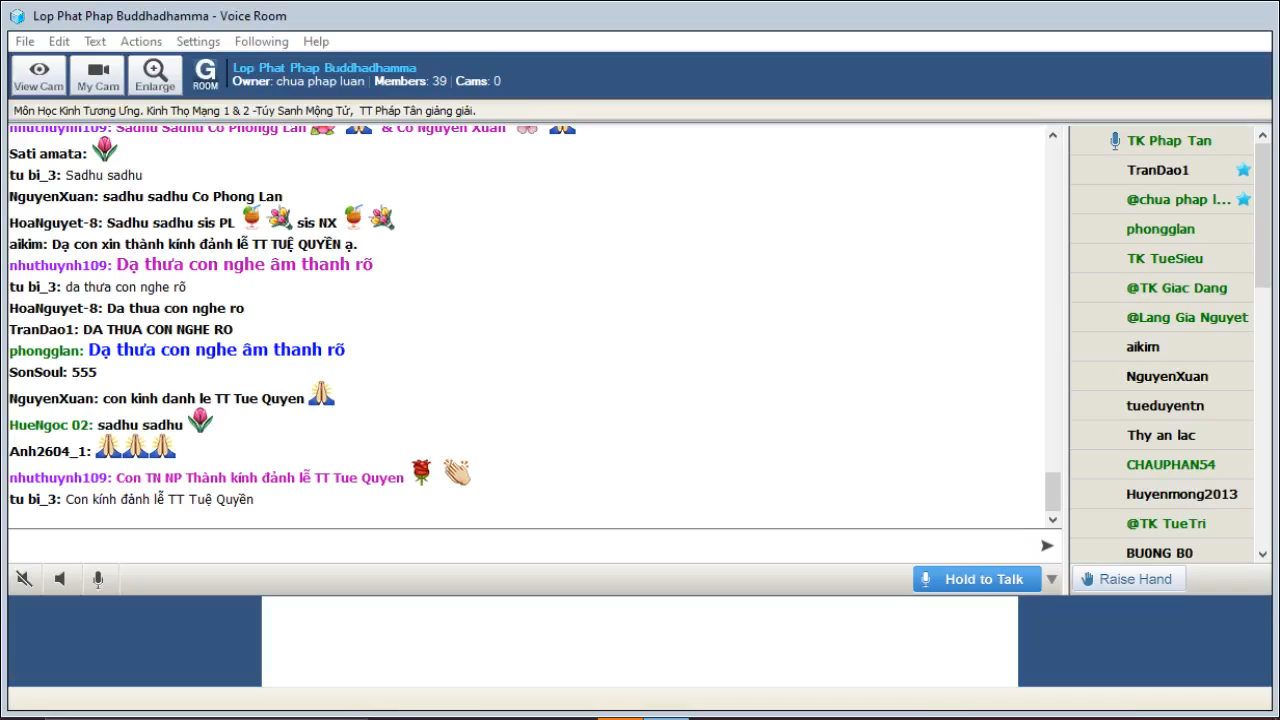 Lop Phat Phap Buddhadhamma - Voice Room
File Edit Text Actions Settings Following Help
View Cam My Cam Enlarge G ROOM
Lop Phat Phap Buddhadhamma
Owner: chua phap luan | Members: 39 | Cams: 0
Môn Học Kinh Tương Ưng. Kinh Thọ Mạng 1 & 2 -Túy Sanh Mộng Tử, TT Pháp Tân giảng giải.
nhuthuynh109: Sadhu Sadhu Co Phongg Lan & Co Nguyen Xuan
Sati amata:
tu bi_3: Sadhu sadhu
NguyenXuan: sadhu sadhu Co Phong Lan
HoaNguyet-8: Sadhu sadhu sis PL sis NX
aikim: Dạ con xin thành kính đảnh lễ TT TUỆ QUYỀN ạ.
nhuthuynh109: Dạ thưa con nghe âm thanh rõ
tu bi_3: da thưa con nghe rõ
HoaNguyet-8: Da thua con nghe ro
TranDao1: DA THUA CON NGHE RO
phongglan: Dạ thưa con nghe âm thanh rõ
SonSoul: 555
NguyenXuan: con kinh danh le TT Tue Quyen
HueNgoc 02: sadhu sadhu
Anh2604_1:
nhuthuynh109: Con TN NP Thành kính đảnh lễ TT Tue Quyen
tu bi_3: Con kính đảnh lễ TT Tuệ Quyền
Hold to Talk
TK Phap Tan
TranDao1
@chua phap l...
phongglan
TK TueSieu
@TK Giac Dang
@Lang Gia Nguyet
aikim
NguyenXuan
tueduyentn
Thy an lac
CHAUPHAN54
Huyenmong2013
@TK TueTri
BU0NG B0
Raise Hand